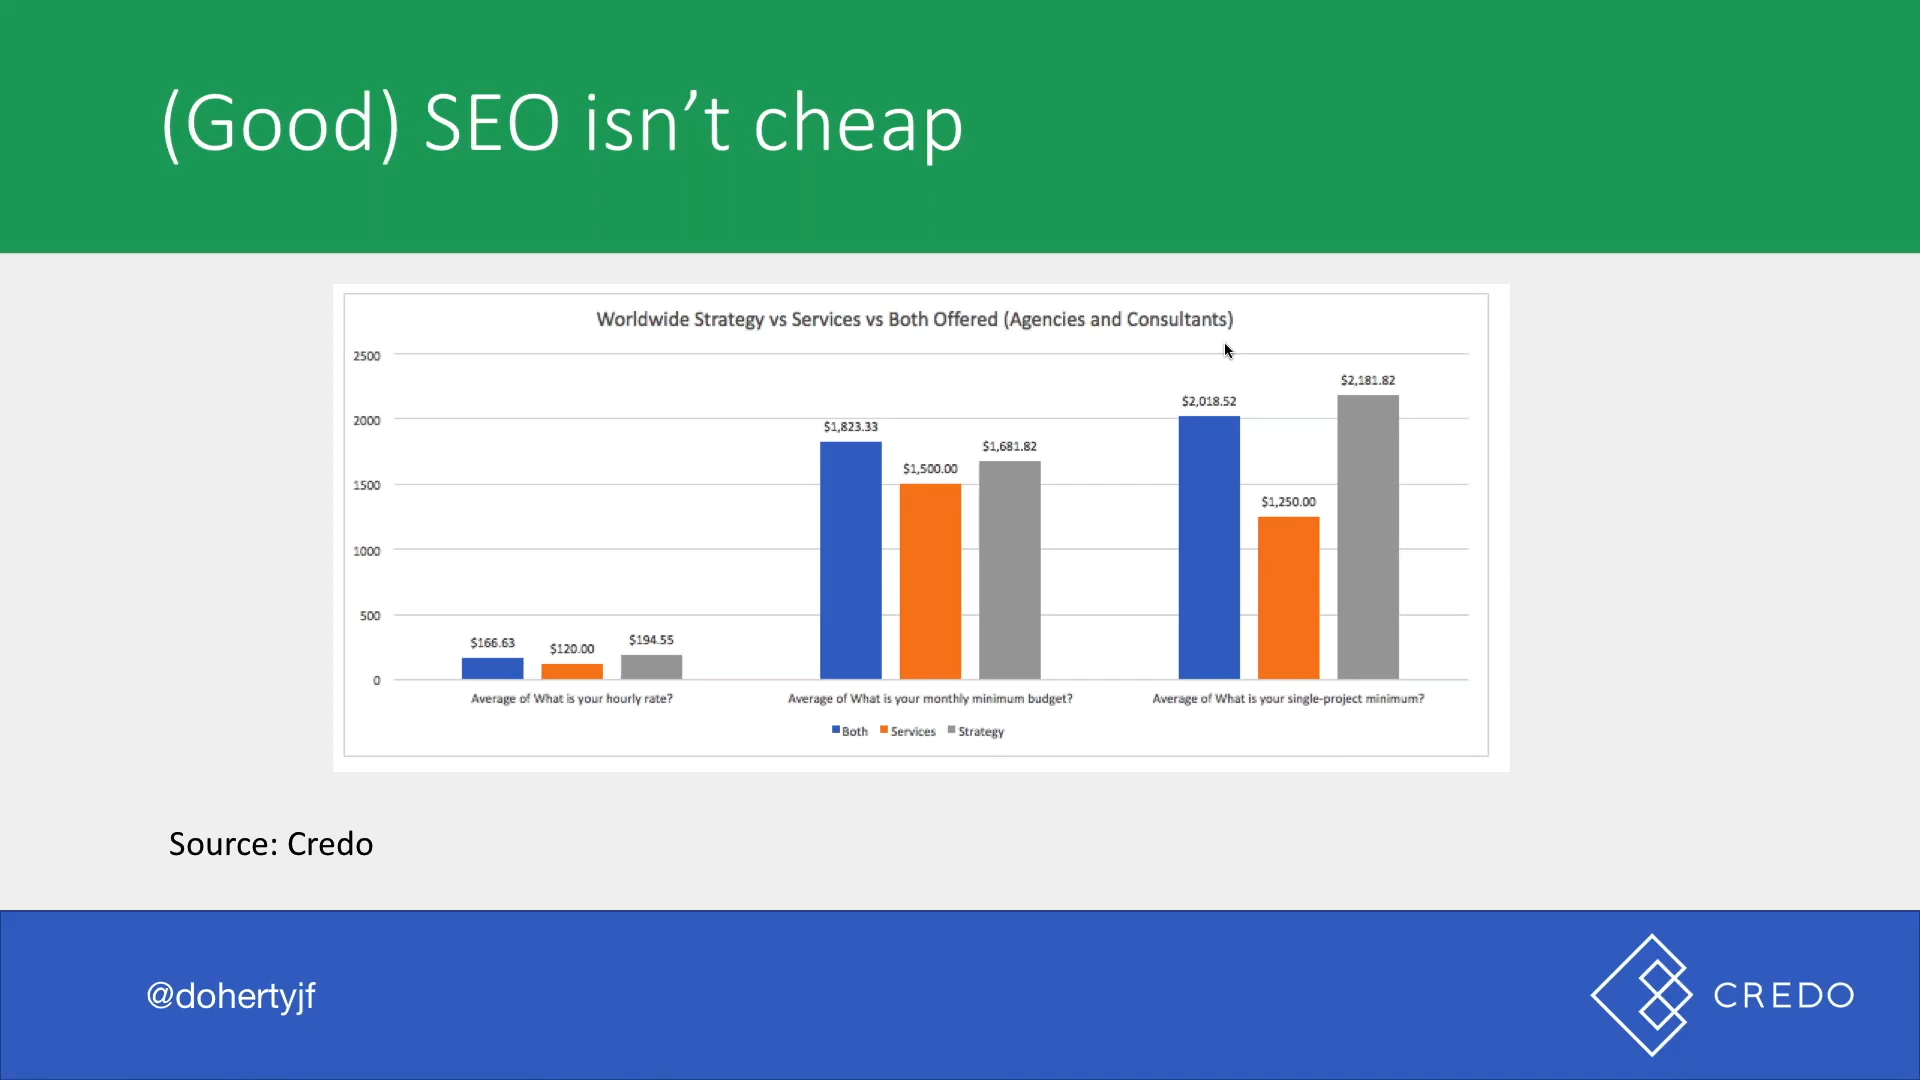 (Good) SEO isn’t cheap
Worldwide Strategy vs Services vs Both Offered (Agencies and Consultants)
2500
2000
1500
1000
500
0
$166.63
$120.00
$194.55
$1,823.33
$1,500.00
$1,681.82
$2,018.52
$1,250.00
$2,181.82
Average of What is your hourly rate?
Average of What is your monthly minimum budget?
Average of What is your single-project minimum?
Both Services Strategy
Source: Credo
@dohertyjf
CREDO